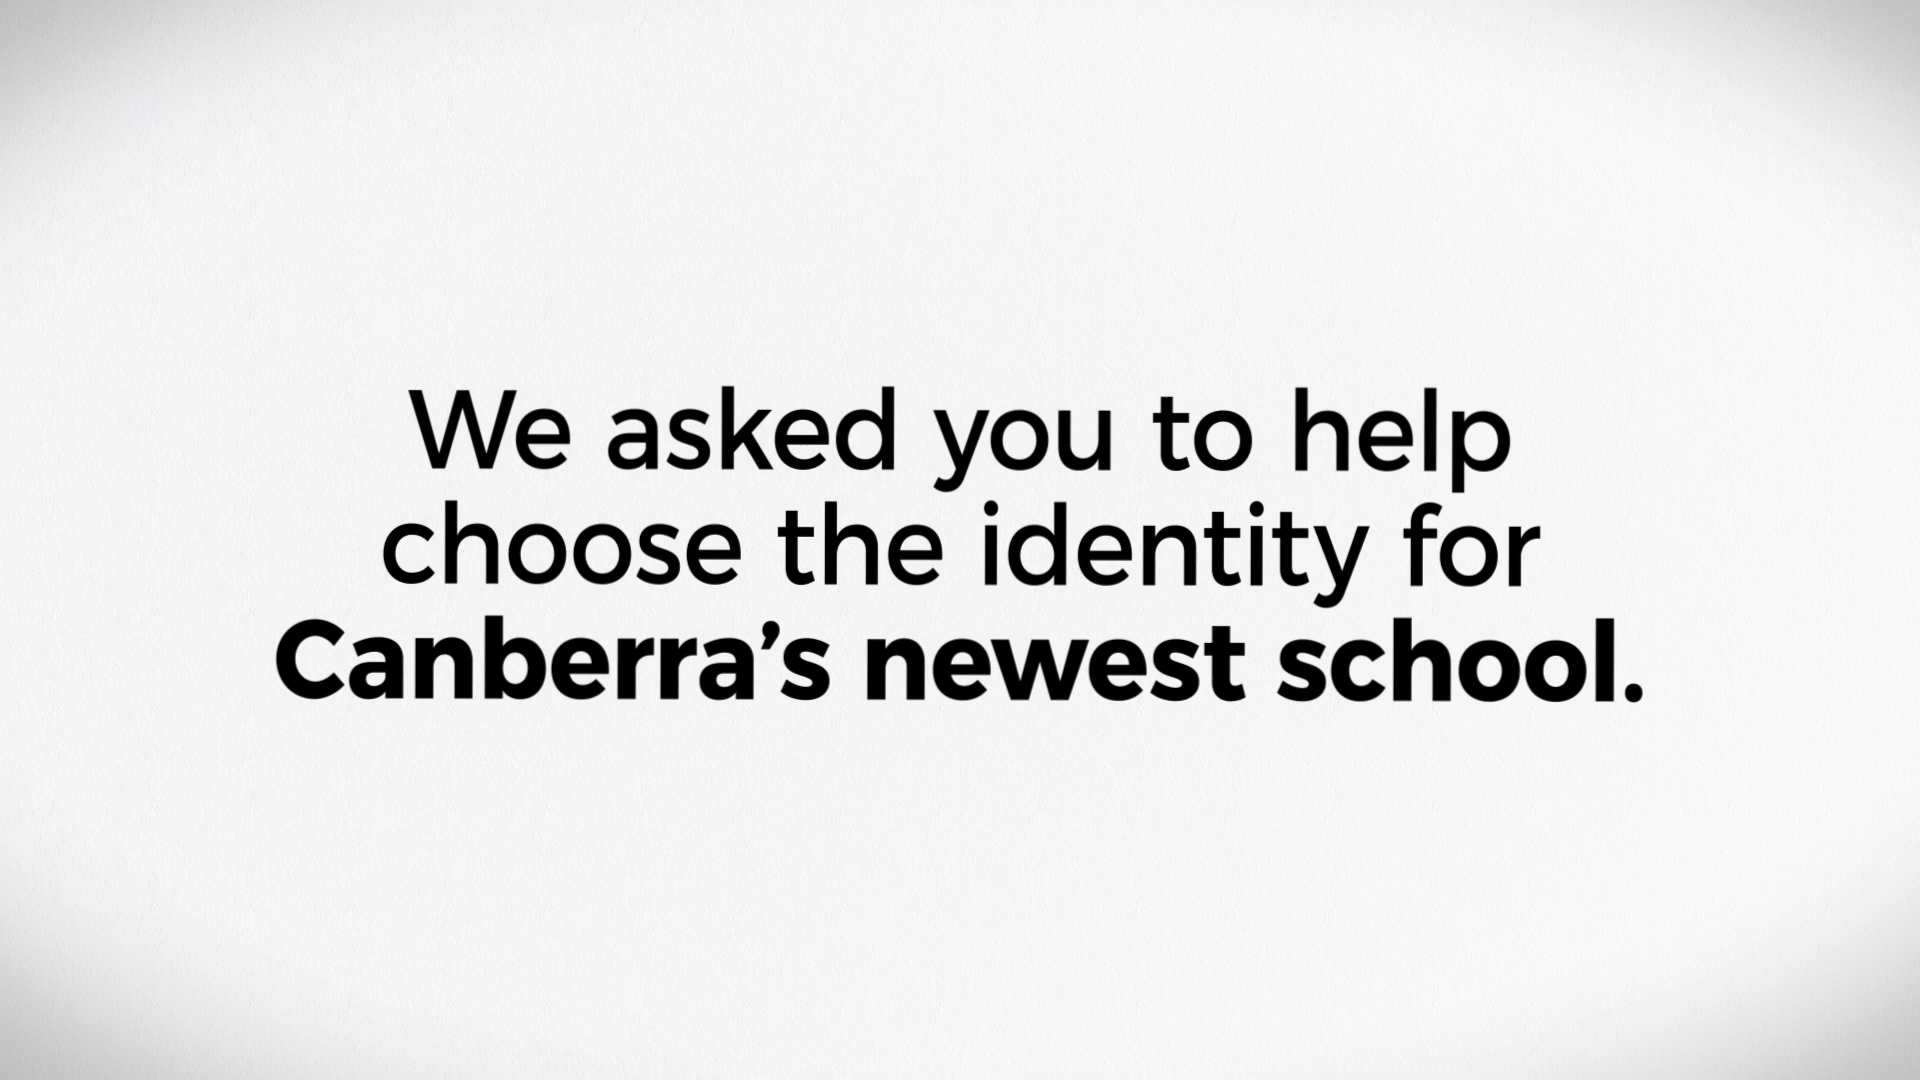 We asked you to help
choose the identity for
Canberra’s newest school.